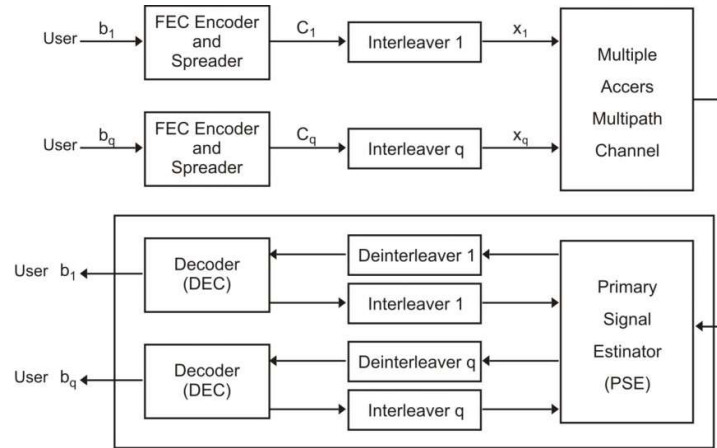 User b1 FEC Encoder and Spreader C1 Interleaver 1 x1
User bq FEC Encoder and Spreader Cq Interleaver q xq
Multiple
Accers
Multipath
Channel
User b1 Decoder (DEC) Deinterleaver 1
Interleaver 1
User bq Decoder (DEC) Deinterleaver q
Interleaver q
Primary
Signal
Estinator
(PSE)